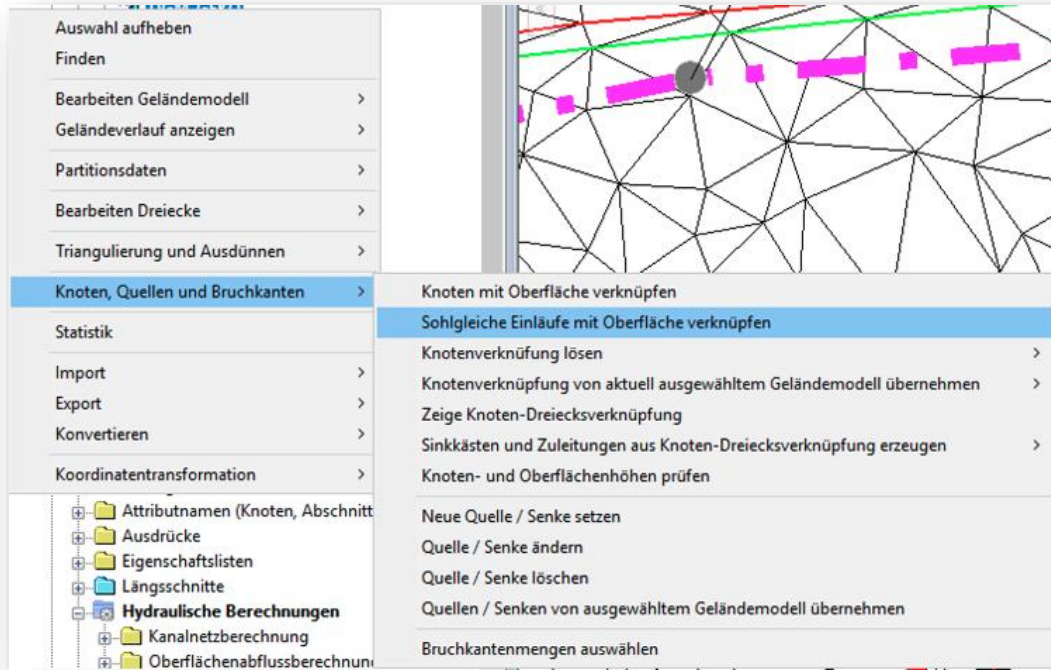 Auswahl aufheben
Finden
Bearbeiten Geländemodell
Geländeverlauf anzeigen
Partitionsdaten
Bearbeiten Dreiecke
Triangulierung und Ausdünnen
Knoten, Quellen und Bruchkanten
Statistik
Import
Export
Konvertieren
Koordinatentransformation
Knoten mit Oberfläche verknüpfen
Sohlgleiche Einläufe mit Oberfläche verknüpfen
Knotenverknüfung lösen
Knotenverknüpfung von aktuell ausgewähltem Geländemodell übernehmen
Zeige Knoten-Dreiecksverknüpfung
Sinkkästen und Zuleitungen aus Knoten-Dreiecksverknüpfung erzeugen
Knoten- und Oberflächenhöhen prüfen
Neue Quelle / Senke setzen
Quelle / Senke ändern
Quelle / Senke löschen
Quellen / Senken von ausgewähltem Geländemodell übernehmen
Bruchkantenmengen auswählen
Attributnamen (Knoten, Abschnitt
Ausdrücke
Eigenschaftslisten
Längsschnitte
Hydraulische Berechnungen
Kanalnetzberechnung
Oberflächenabflussberechnun